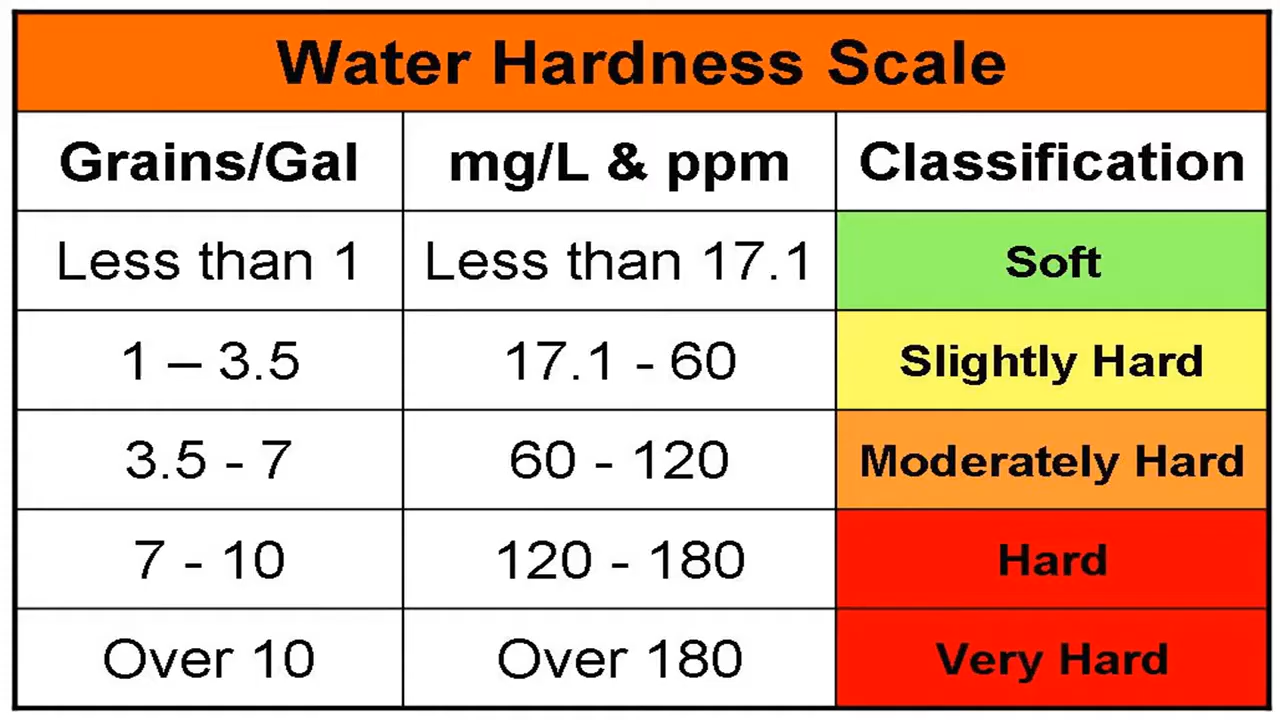 Water Hardness Scale
Grains/Gal mg/L & ppm Classification
Less than 1 Less than 17.1 Soft
1 – 3.5 17.1 - 60 Slightly Hard
3.5 - 7 60 - 120 Moderately Hard
7 - 10 120 - 180 Hard
Over 10 Over 180 Very Hard